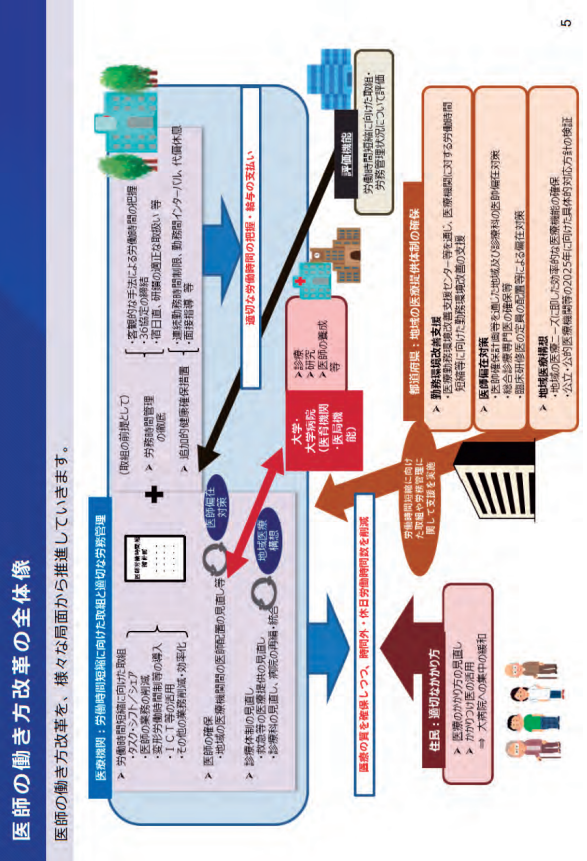 医師の働き方改革の全体像
医師の働き方改革を、様々な局面から推進していきます。
医療機関：労働時間短縮に向けた取組と適切な労務管理
➢ 労働時間短縮に向けた取組
・タスク・シフト／シェア
・医師の業務の削減
・変形労働時間制等の導入
・ＩＣＴ等の活用
・その他の業務削減・効率化
➢ 医師の確保
・地域の医療機関間の医師配置の見直し等
➢ 診療体制の見直し
・救急等の医療提供の見直し
・診療科の見直し、病院の再編・統合
医師偏在
対策
地域医療
構想
（取組の前提として）
➢ 労務時間管理
の徹底
・客観的な手法による労働時間の把握
・36協定の締結
・宿日直、研鑽の適正な取扱い 等
➢ 追加的健康確保措置
・連続勤務時間制限、勤務間インターバル、代償休息
・面接指導 等
適切な労働時間の把握・給与の支払い
医療の質を確保しつつ、時間外・休日労働時間数を削減
大学・
大学病院
（医育機関
・医局機
能）
➢診療
➢研究
➢医師の養成
等
評価機能
労働時間短縮に向けた取組・
労務管理状況について評価
労働時間短縮に向け
た取組や労務管理に
関して支援を実施
都道府県：地域の医療提供体制の確保
➢ 勤務環境改善支援
・医療勤務環境改善支援センター等を通じ、医療機関に対する労働時間
短縮等に向けた勤務環境改善の支援
➢ 医師偏在対策
・医師確保計画等を通じた地域及び診療科の医師偏在対策
・総合診療専門医の確保等
・臨床研修医の定員の配置等による偏在対策
➢ 地域医療構想
・地域の医療ニーズに即した効率的な医療機能の確保
・公立・公的医療機関等の2025年に向けた具体的対応方針の検証
住民：適切なかかり方
➢ 医療のかかり方の見直し
➢ かかりつけ医の活用
⇒ 大病院への集中の緩和
5